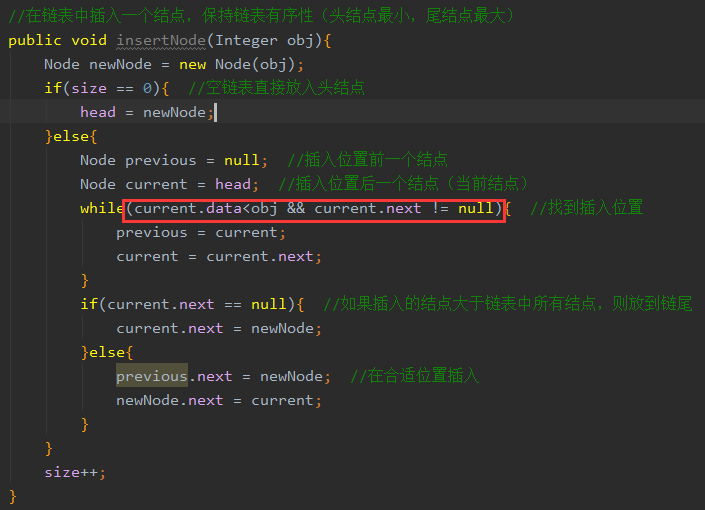 //在链表中插入一个结点，保持链表有序性（头结点最小，尾结点最大）
public void insertNode(Integer obj){
    Node newNode = new Node(obj);
    if(size == 0){  //空链表直接放入头结点
        head = newNode;
    }else{
        Node previous = null;  //插入位置前一个结点
        Node current = head;  //插入位置后一个结点（当前结点）
        while(current.data<obj && current.next != null){  //找到插入位置
            previous = current;
            current = current.next;
        }
        if(current.next == null){  //如果插入的结点大于链表中所有结点，则放到链尾
            current.next = newNode;
        }else{
            previous.next = newNode;  //在合适位置插入
            newNode.next = current;
        }
    }
    size++;
}